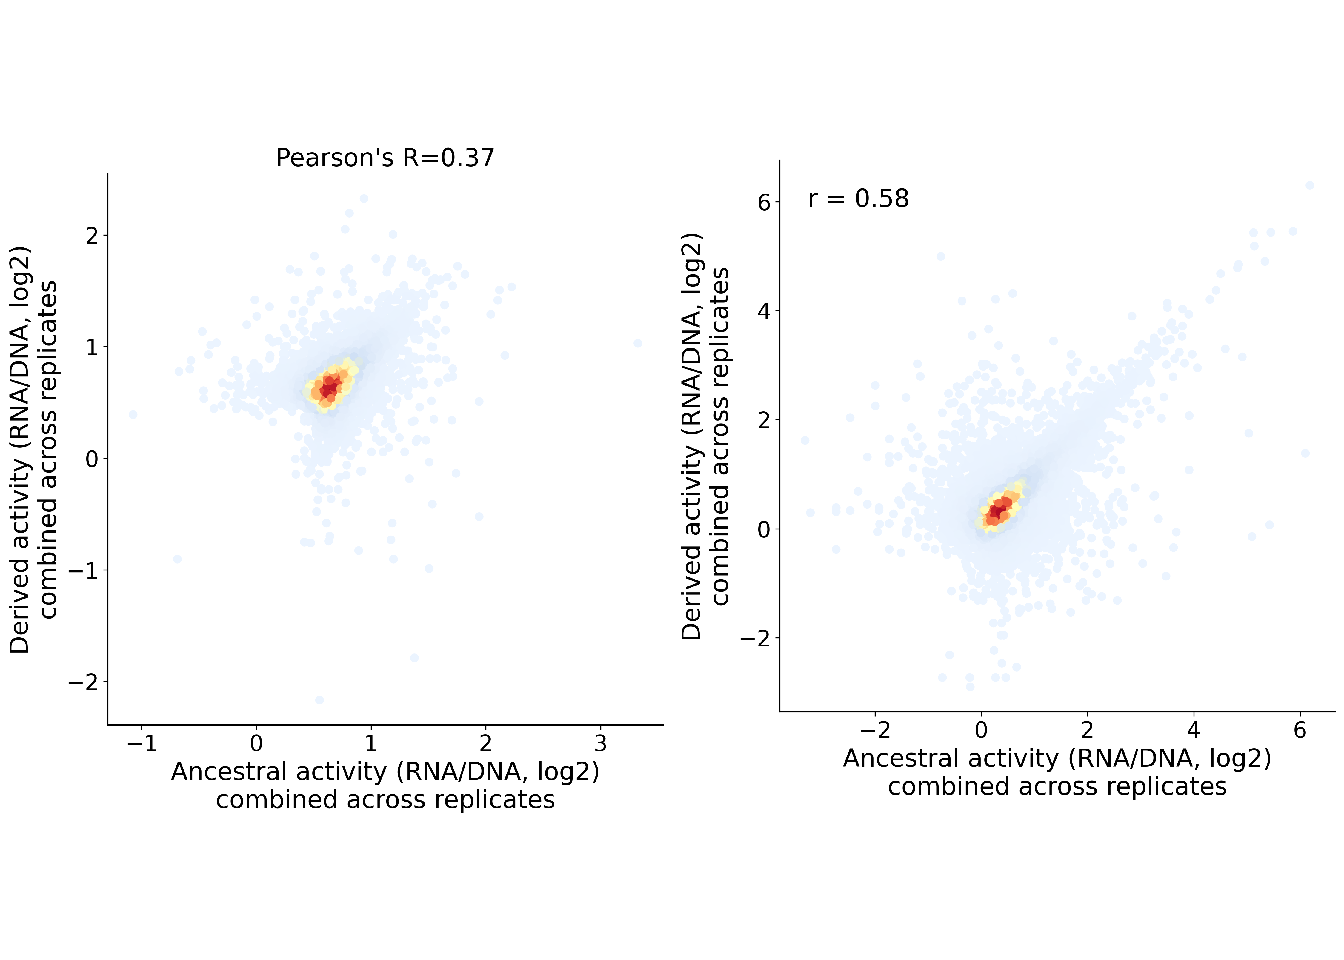 Pearson's R=0.37
Derived activity (RNA/DNA, log2)
combined across replicates
2
1
0
−1
−2
−1
0
1
2
3
Ancestral activity (RNA/DNA, log2)
combined across replicates
r = 0.58
Derived activity (RNA/DNA, log2)
combined across replicates
6
4
2
0
−2
−2
0
2
4
6
Ancestral activity (RNA/DNA, log2)
combined across replicates